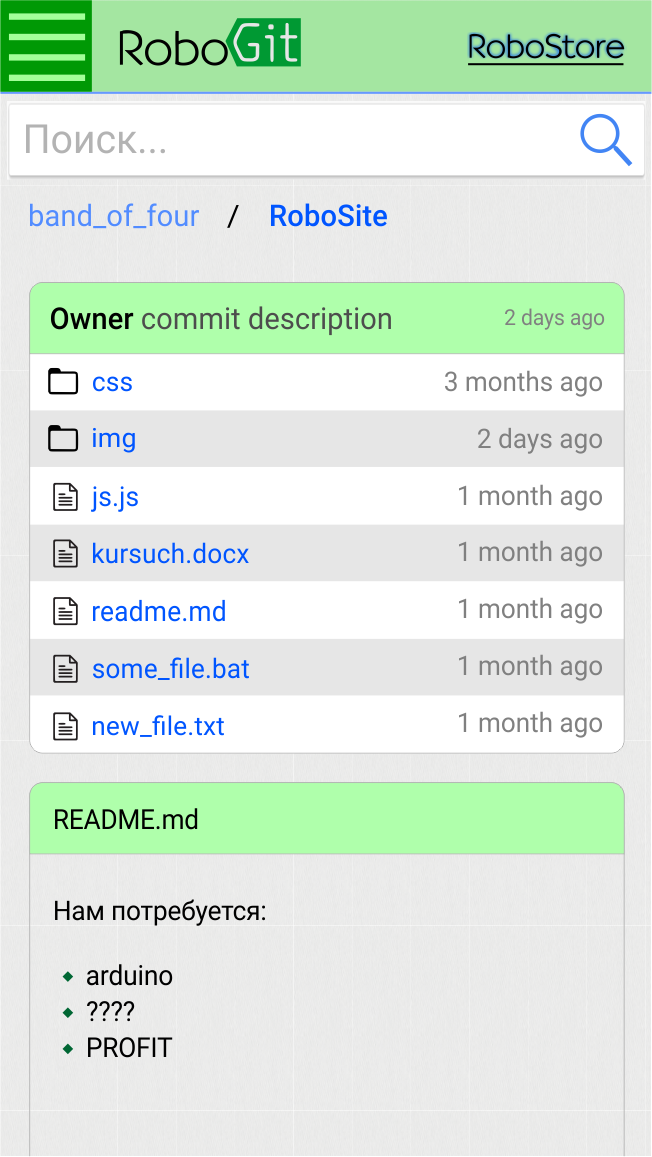 RoboGit RoboStore
Поиск...
band_of_four / RoboSite
Owner commit description 2 days ago
css 3 months ago
img 2 days ago
js.js 1 month ago
kursuch.docx 1 month ago
readme.md 1 month ago
some_file.bat 1 month ago
new_file.txt 1 month ago
README.md
Нам потребуется:
arduino
????
PROFIT